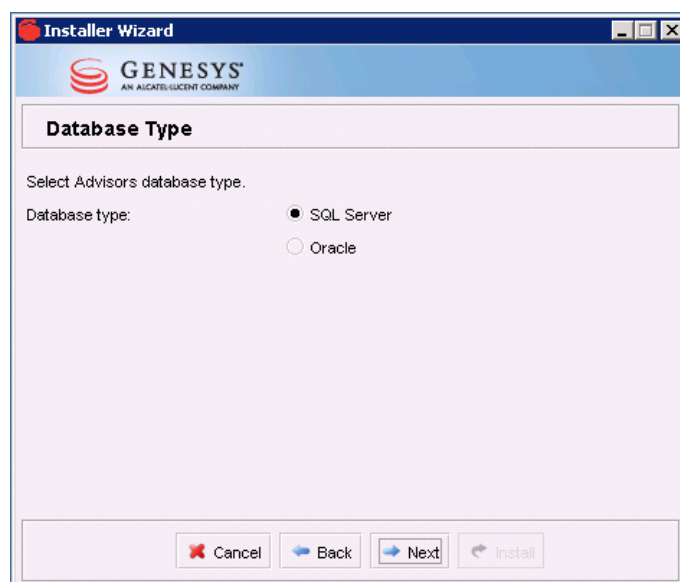 Installer Wizard
GENESYS
AN ALCATEL-LUCENT COMPANY
Database Type
Select Advisors database type.
Database type:
SQL Server
Oracle
Cancel
Back
Next
Install